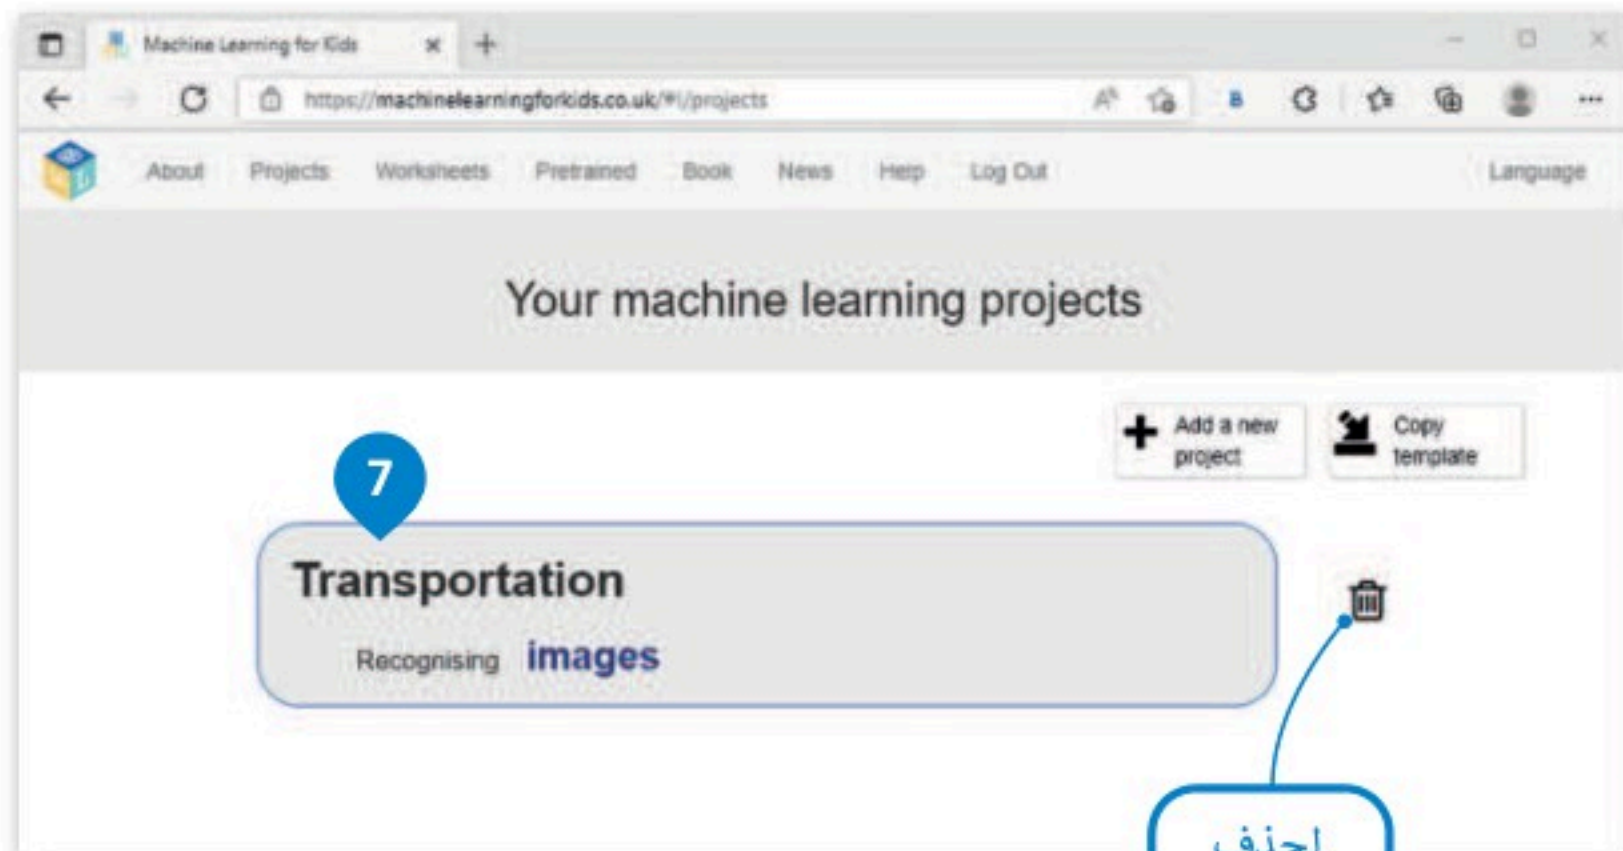 Machine Learning for Kids
https://machinelearningforkids.co.uk/#!/projects
About Projects Worksheets Pretrained Book News Help Log Out Language
Your machine learning projects
Add a new project
Copy template
7
Transportation
Recognising images
احذف